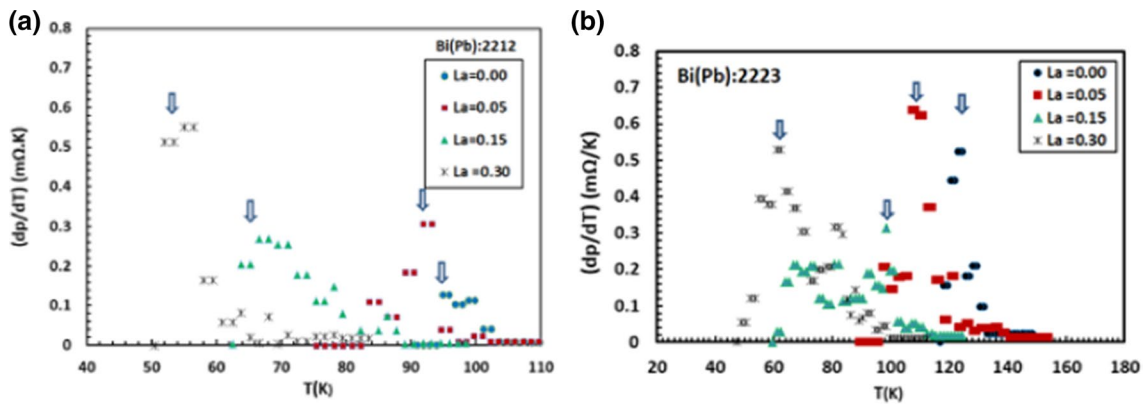 (a)
0.8
0.7
0.6
0.5
0.4
0.3
0.2
0.1
0
(dp/dT) (mΩ.K)
Bi(Pb):2212
La=0.00
La=0.05
La=0.15
La=0.30
40
50
60
70
80
90
100
110
T(K)
(b)
0.8
0.7
0.6
0.5
0.4
0.3
0.2
0.1
0
(dp/dT) (mΩ/K)
Bi(Pb):2223
La =0.00
La =0.05
La =0.15
La =0.30
20
40
60
80
100
120
140
160
180
T(K)